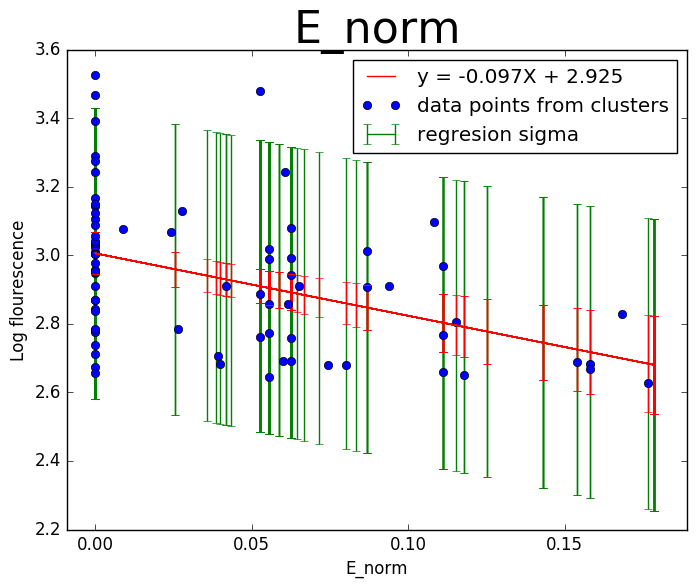 E_norm
y = -0.097X + 2.925
data points from clusters
regresion sigma
Log flourescence
3.6
3.4
3.2
3.0
2.8
2.6
2.4
2.2
0.00 0.05 0.10 0.15
E_norm